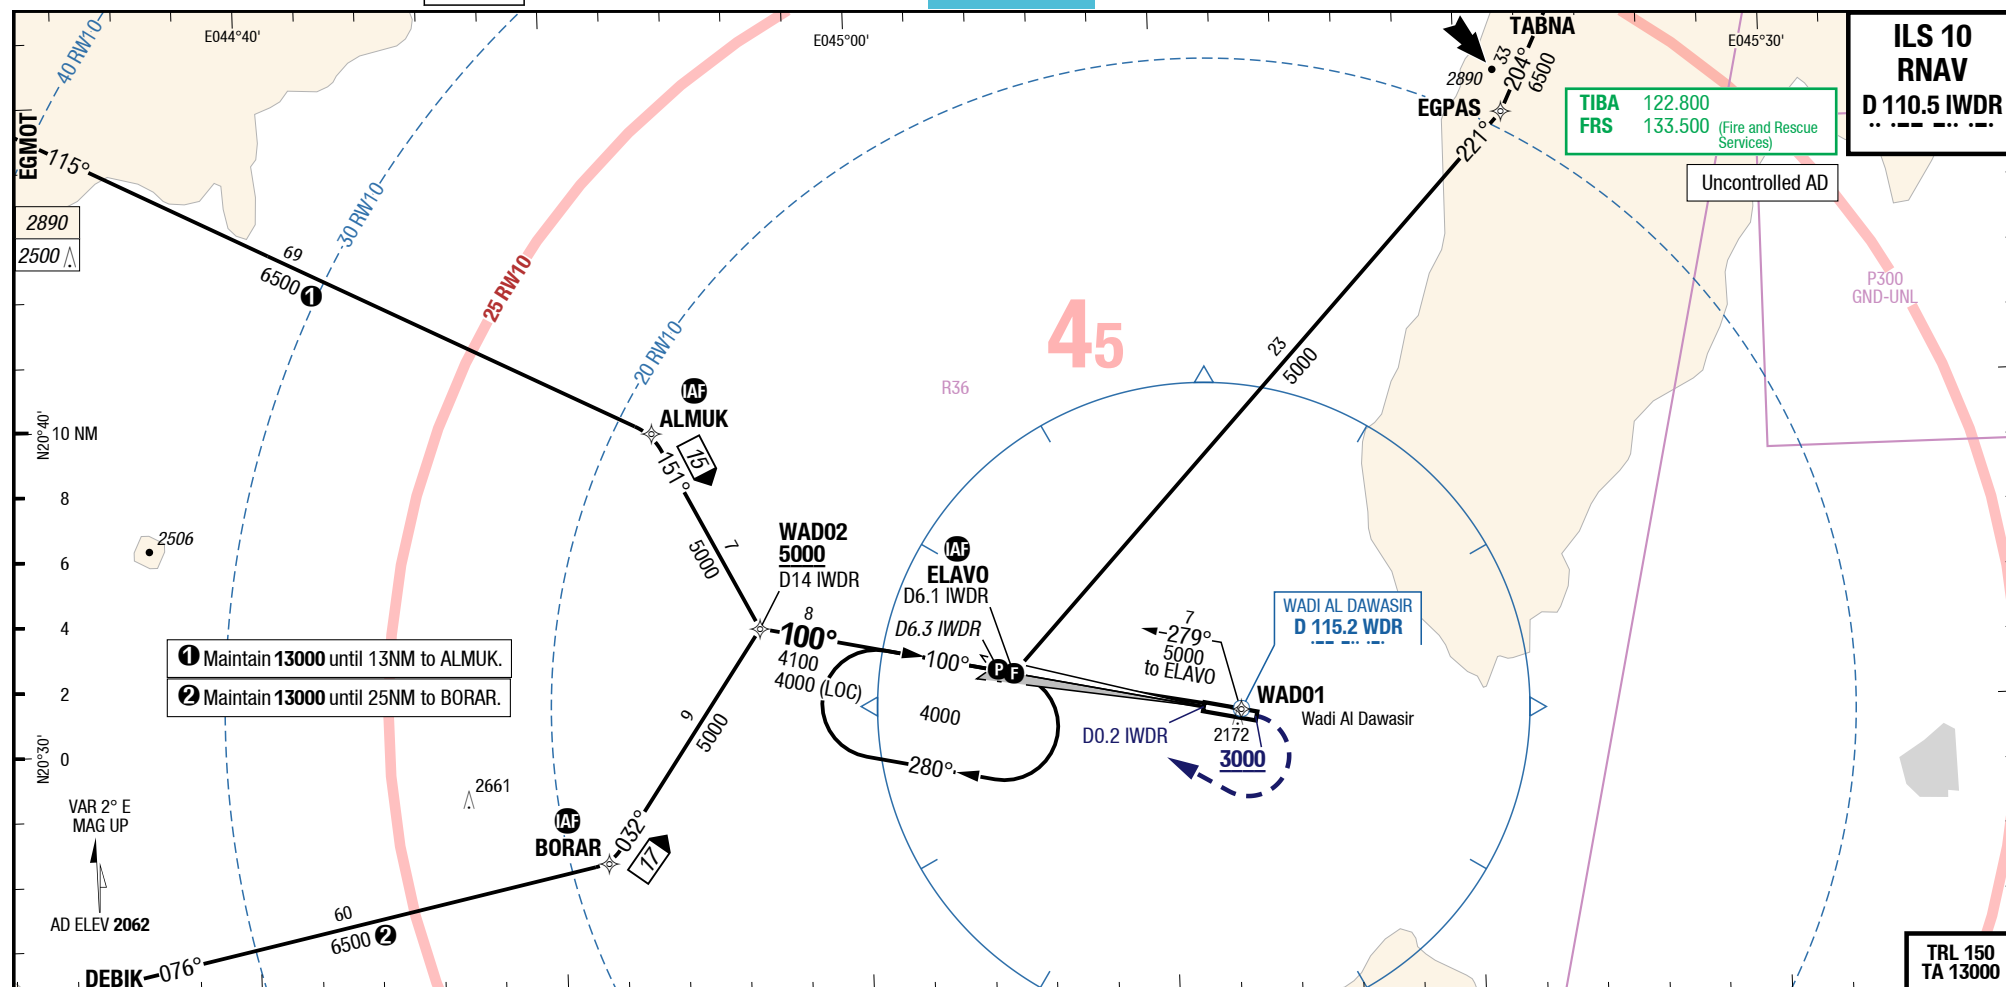 E044°40'
E045°00'
E045°30'
40 RW10
30 RW10
25 RW10
20 RW10
TABNA
33
204°
6500
2890
EGPAS
221°
ILS 10
RNAV
D 110.5 IWDR
TIBA 122.800
FRS 133.500 (Fire and Rescue
Services)
Uncontrolled AD
P300
GND-UNL
EGMOT
115°
2890
2500
69
6500 1
45
R36
23
5000
IAF
ALMUK
151°
15
7
5000
N20°40'
10 NM
8
6
4
2
0
N20°30'
2506
WAD02
5000
D14 IWDR
IAF
ELAVO
D6.1 IWDR
D6.3 IWDR
8
100°
4100
4000 (LOC)
100°
P F
7
279°
5000
to ELAVO
WADI AL DAWASIR
D 115.2 WDR
WAD01
Wadi Al Dawasir
2172
3000
D0.2 IWDR
4000
280°
1 Maintain 13000 until 13NM to ALMUK.
2 Maintain 13000 until 25NM to BORAR.
9
5000
2661
IAF
BORAR
032°
17
VAR 2° E
MAG UP
AD ELEV 2062
60
6500 2
DEBIK
076°
TRL 150
TA 13000